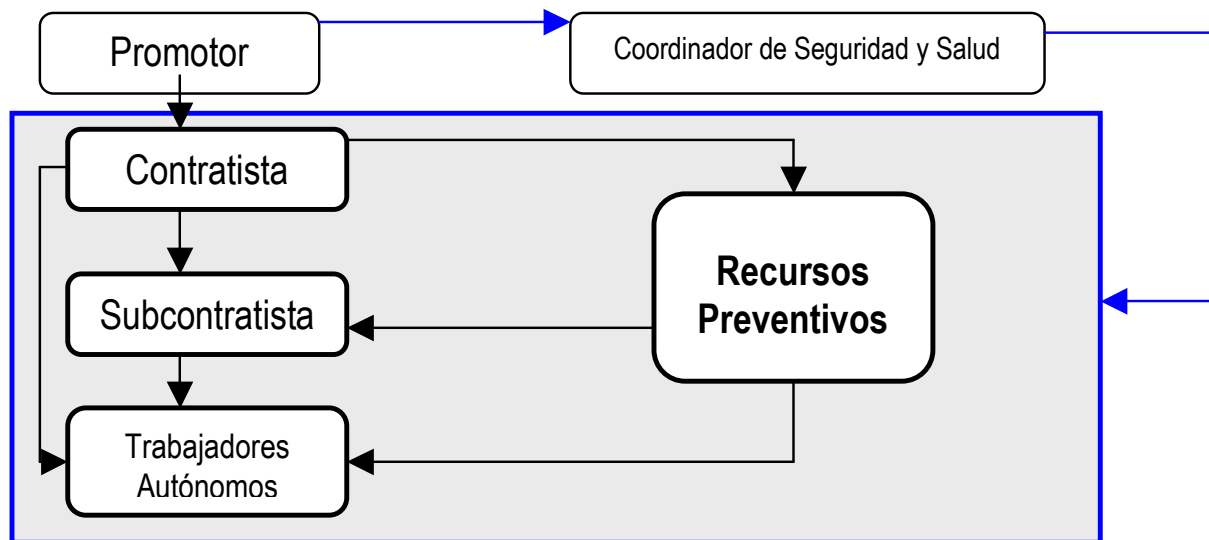 Promotor
Coordinador de Seguridad y Salud
Contratista
Recursos
Preventivos
Subcontratista
Trabajadores
Autónomos